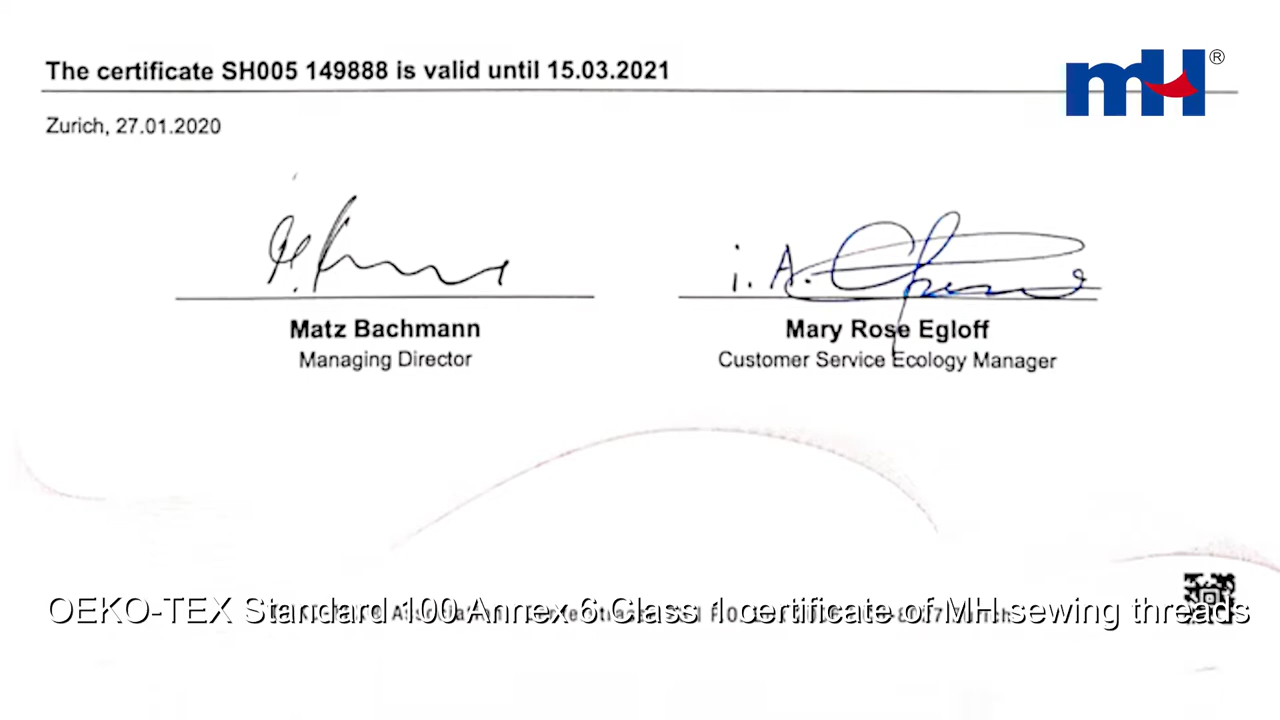 The certificate SH005 149888 is valid until 15.03.2021
mH®
Zurich, 27.01.2020
i. A.
Matz Bachmann
Mary Rose Egloff
Managing Director
Customer Service Ecology Manager
OEKO-TEX Standard 100 Annex 6 Class 1 certificate of MH sewing threads